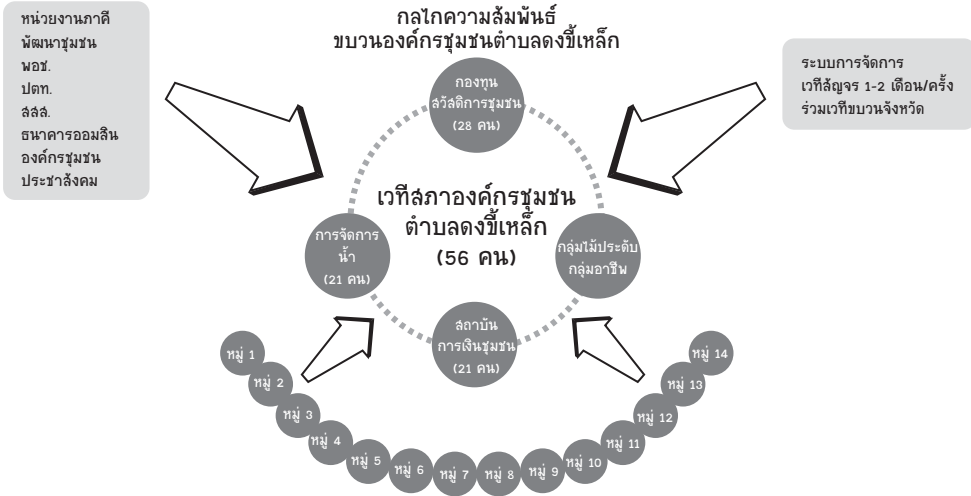 หน่วยงานภาคี
พัฒนาชุมชน
พอช.
ปตท.
สสส.
ธนาคารออมสิน
องค์กรชุมชน
ประชาสังคม
กลไกความสัมพันธ์
ขบวนองค์กรชุมชนตำบลดงขี้เหล็ก
ระบบการจัดการ
เวทีสัญจร 1-2 เดือน/ครั้ง
ร่วมเวทีขบวนจังหวัด
กองทุน
สวัสดิการชุมชน
(28 คน)
เวทีสภาองค์กรชุมชน
ตำบลดงขี้เหล็ก
(56 คน)
การจัดการ
น้ำ
(21 คน)
กลุ่มไม้ประดับ
กลุ่มอาชีพ
สถาบัน
การเงินชุมชน
(21 คน)
หมู่ 1
หมู่ 2
หมู่ 3
หมู่ 4
หมู่ 5
หมู่ 6
หมู่ 7
หมู่ 8
หมู่ 9
หมู่ 10
หมู่ 11
หมู่ 12
หมู่ 13
หมู่ 14